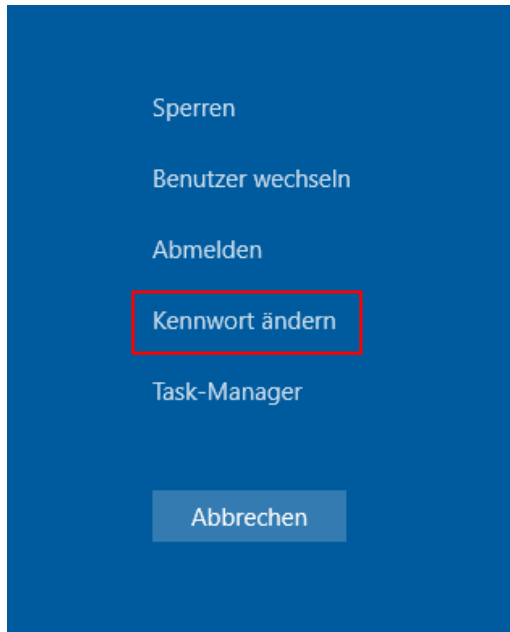 Sperren
Benutzer wechseln
Abmelden
Kennwort ändern
Task-Manager
Abbrechen